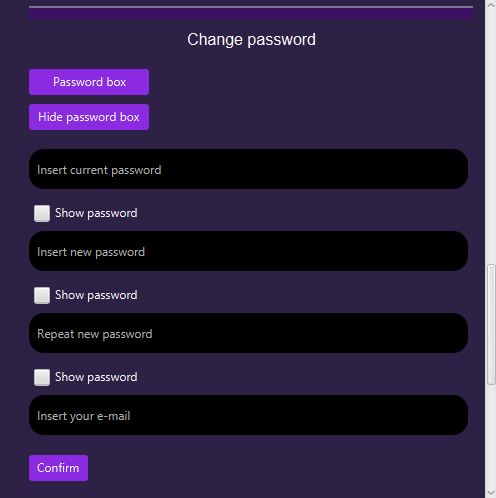 Change password
Password box
Hide password box
Insert current password
Show password
Insert new password
Show password
Repeat new password
Show password
Insert your e-mail
Confirm